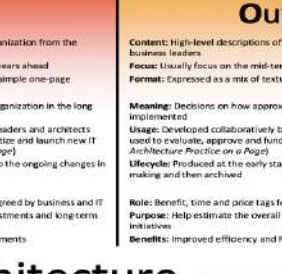 Ou
nization from the
ears ahead
simple one-page
ganization in the long
eaders and architects
tize and launch new IT
ge)
o the ongoing changes in
greed by business and IT
stments and long-term
ments
Content: High-level descriptions of
business leaders
Focus: Usually focus on the mid-ter
Format: Expressed as a mix of textu
Meaning: Decisions on how approx
implemented
Usage: Developed collaboratively b
used to evaluate, approve and fund
Architecture Practice on a Page)
Lifecycle: Produced at the early sta
making and then archived
Role: Benefit, time and price tags f
Purpose: Help estimate the overall
initiatives
Benefits: Improved efficiency and
hitecture